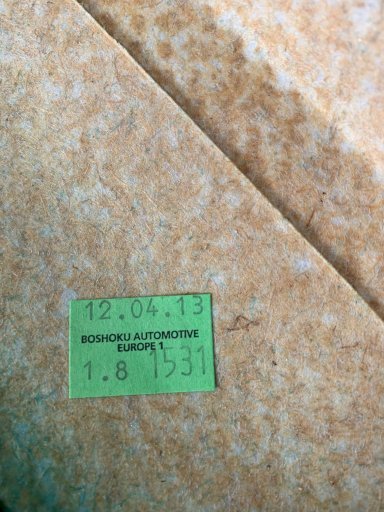 12.04.13
BOSHOKU AUTOMOTIVE
EUROPE 1
1.8 1531